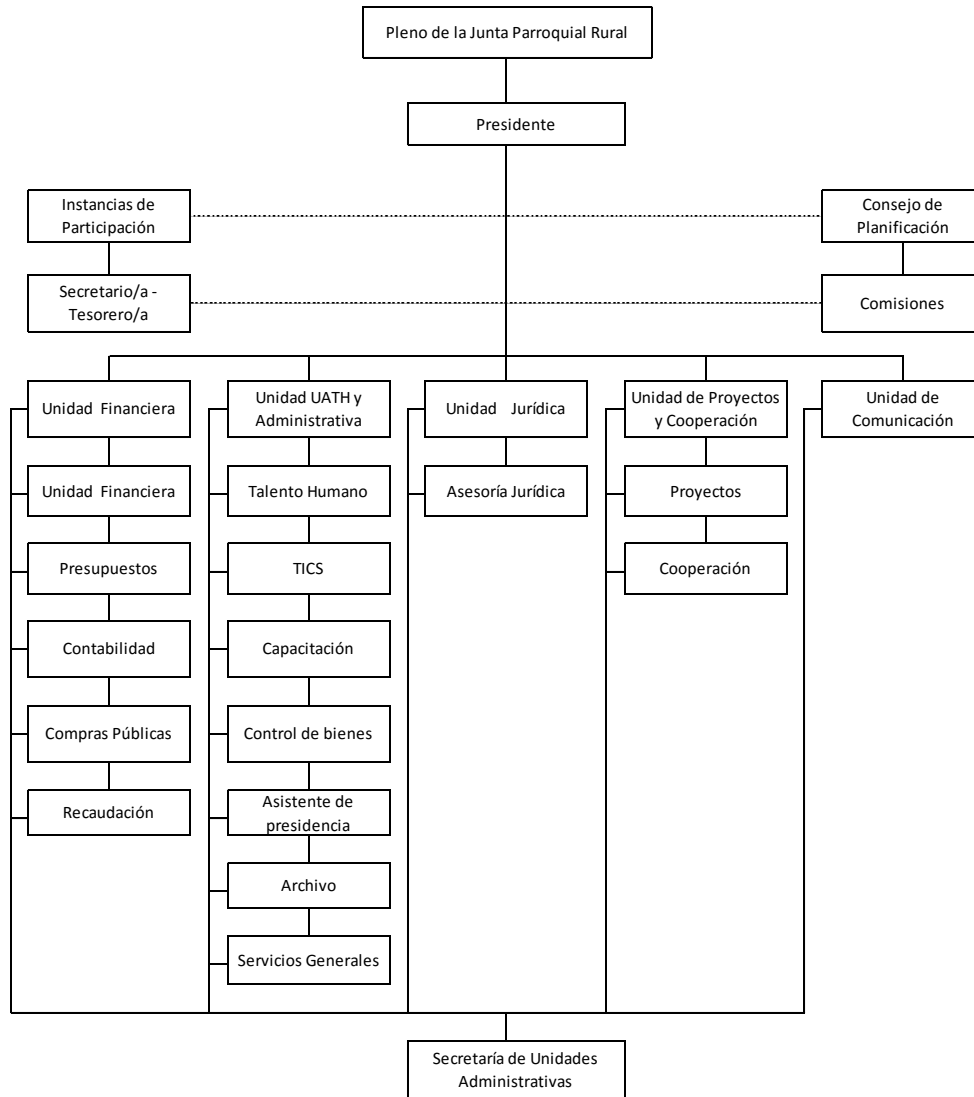 Pleno de la Junta Parroquial Rural
Presidente
Instancias de
Participación
Consejo de
Planificación
Secretario/a -
Tesorero/a
Comisiones
Unidad Financiera
Unidad UATH y
Administrativa
Unidad Jurídica
Unidad de Proyectos
y Cooperación
Unidad de
Comunicación
Unidad Financiera
Talento Humano
Asesoría Jurídica
Proyectos
Presupuestos
TICS
Cooperación
Contabilidad
Capacitación
Compras Públicas
Control de bienes
Recaudación
Asistente de
presidencia
Archivo
Servicios Generales
Secretaría de Unidades
Administrativas